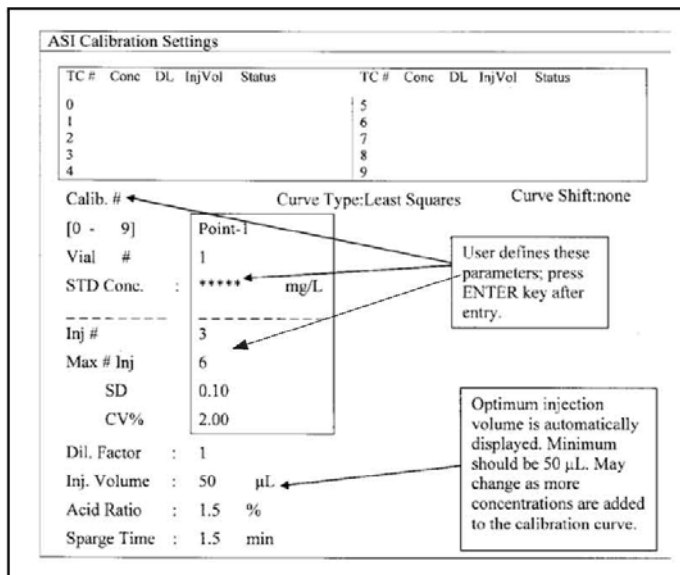 ASI Calibration Settings
TC # Conc DL InjVol Status TC # Conc DL InjVol Status
0 5
1 6
2 7
3 8
4 9
Calib. # Curve Type:Least Squares Curve Shift:none
[0 - 9] Point-1
Vial # 1
STD Conc. : ***** mg/L
User defines these
parameters; press
ENTER key after
entry.
Inj # 3
Max # Inj 6
SD 0.10
CV% 2.00
Dil. Factor : 1
Inj. Volume : 50 µL
Acid Ratio : 1.5 %
Sparge Time : 1.5 min
Optimum injection
volume is automatically
displayed. Minimum
should be 50 µL. May
change as more
concentrations are added
to the calibration curve.